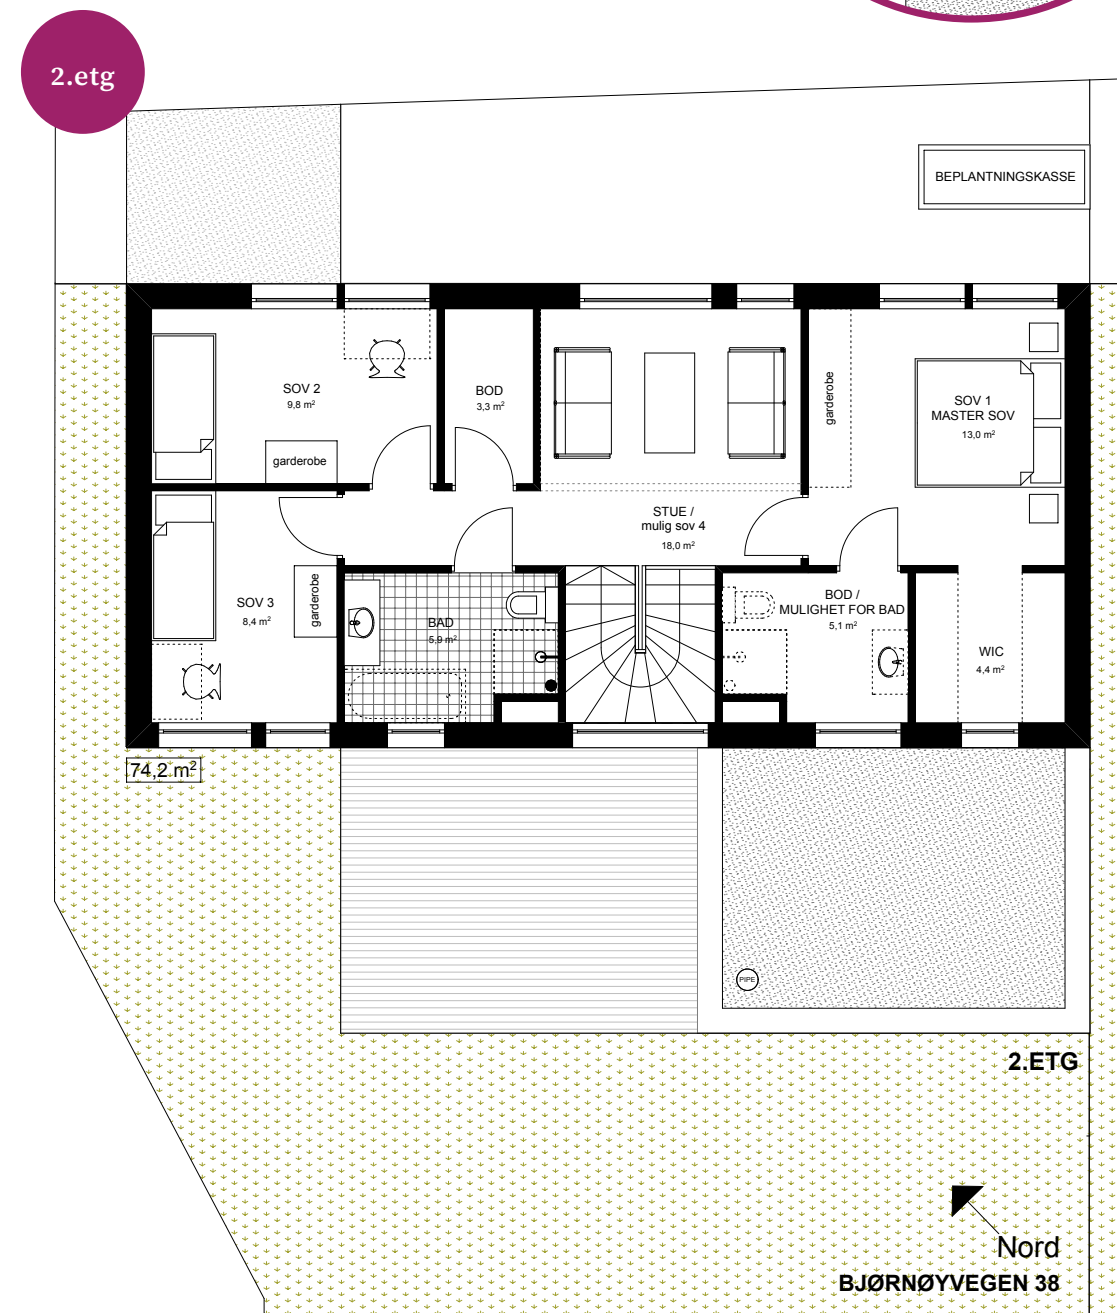 2.etg
BEPLANTNINGSKASSE
SOV 2
9,8 m²
garderobe
BOD
3,3 m²
garderobe
SOV 1
MASTER SOV
13,0 m²
STUE /
mulig sov 4
18,0 m²
SOV 3
8,4 m²
garderobe
BAD
5,9 m²
BOD /
MULIGHET FOR BAD
5,1 m²
WIC
4,4 m²
74,2 m²
PIPE
2.ETG
Nord
BJØRNØYVEGEN 38